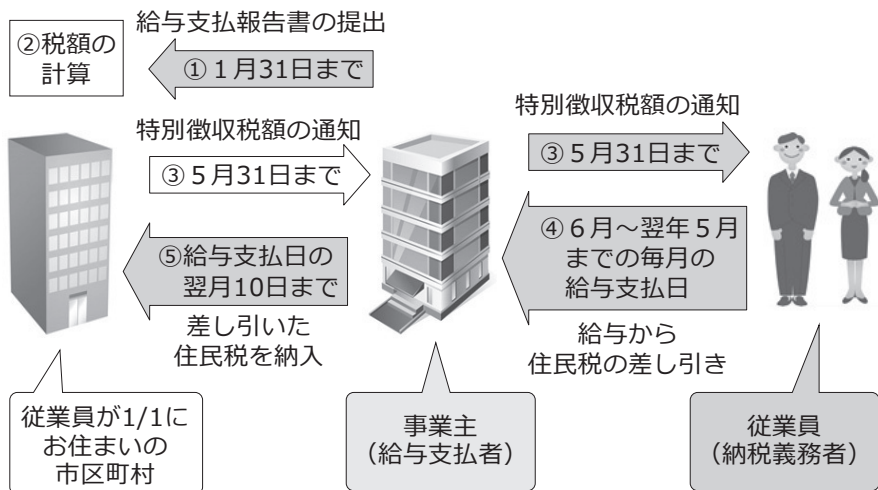 給与支払報告書の提出
②税額の
計算
①１月31日まで
特別徴収税額の通知
③５月31日まで
特別徴収税額の通知
③５月31日まで
④６月～翌年５月
までの毎月の
給与支払日
給与から
住民税の差し引き
⑤給与支払日の
翌月10日まで
差し引いた
住民税を納入
従業員が1/1に
お住まいの
市区町村
事業主
（給与支払者）
従業員
（納税義務者）